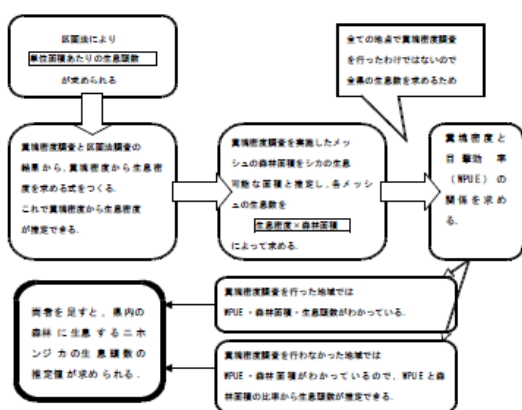 区画法により
単位面積あたりの生息頭数
が求められる
全ての地点で糞塊密度調査
を行ったわけではないので
全県の生息数を求めるため
糞塊密度調査と区画法調査の
結果から,糞塊密度から生息密
度を求める式をつくる.
これで糞塊密度から生息密度
が推定できる.
糞塊密度調査を実施したメッ
シュの森林面積をシカの生息
可能な面積と推定し,各メッシ
ュの生息数を
生息密度×森林面積
によって求める.
糞塊密度と
目撃効率
(WPUE)の
関係を求め
る.
糞塊密度調査を行った地域では
WPUE・森林面積・生息頭数がわかっている.
糞塊密度調査を行わなかった地域では
WPUE・森林面積がわかっているので,WPUEと森
林面積の比率から生息頭数が推定できる.
両者を足すと,県内の
森林に生息するニホ
ンジカの生息頭数の
推定値が求められる.